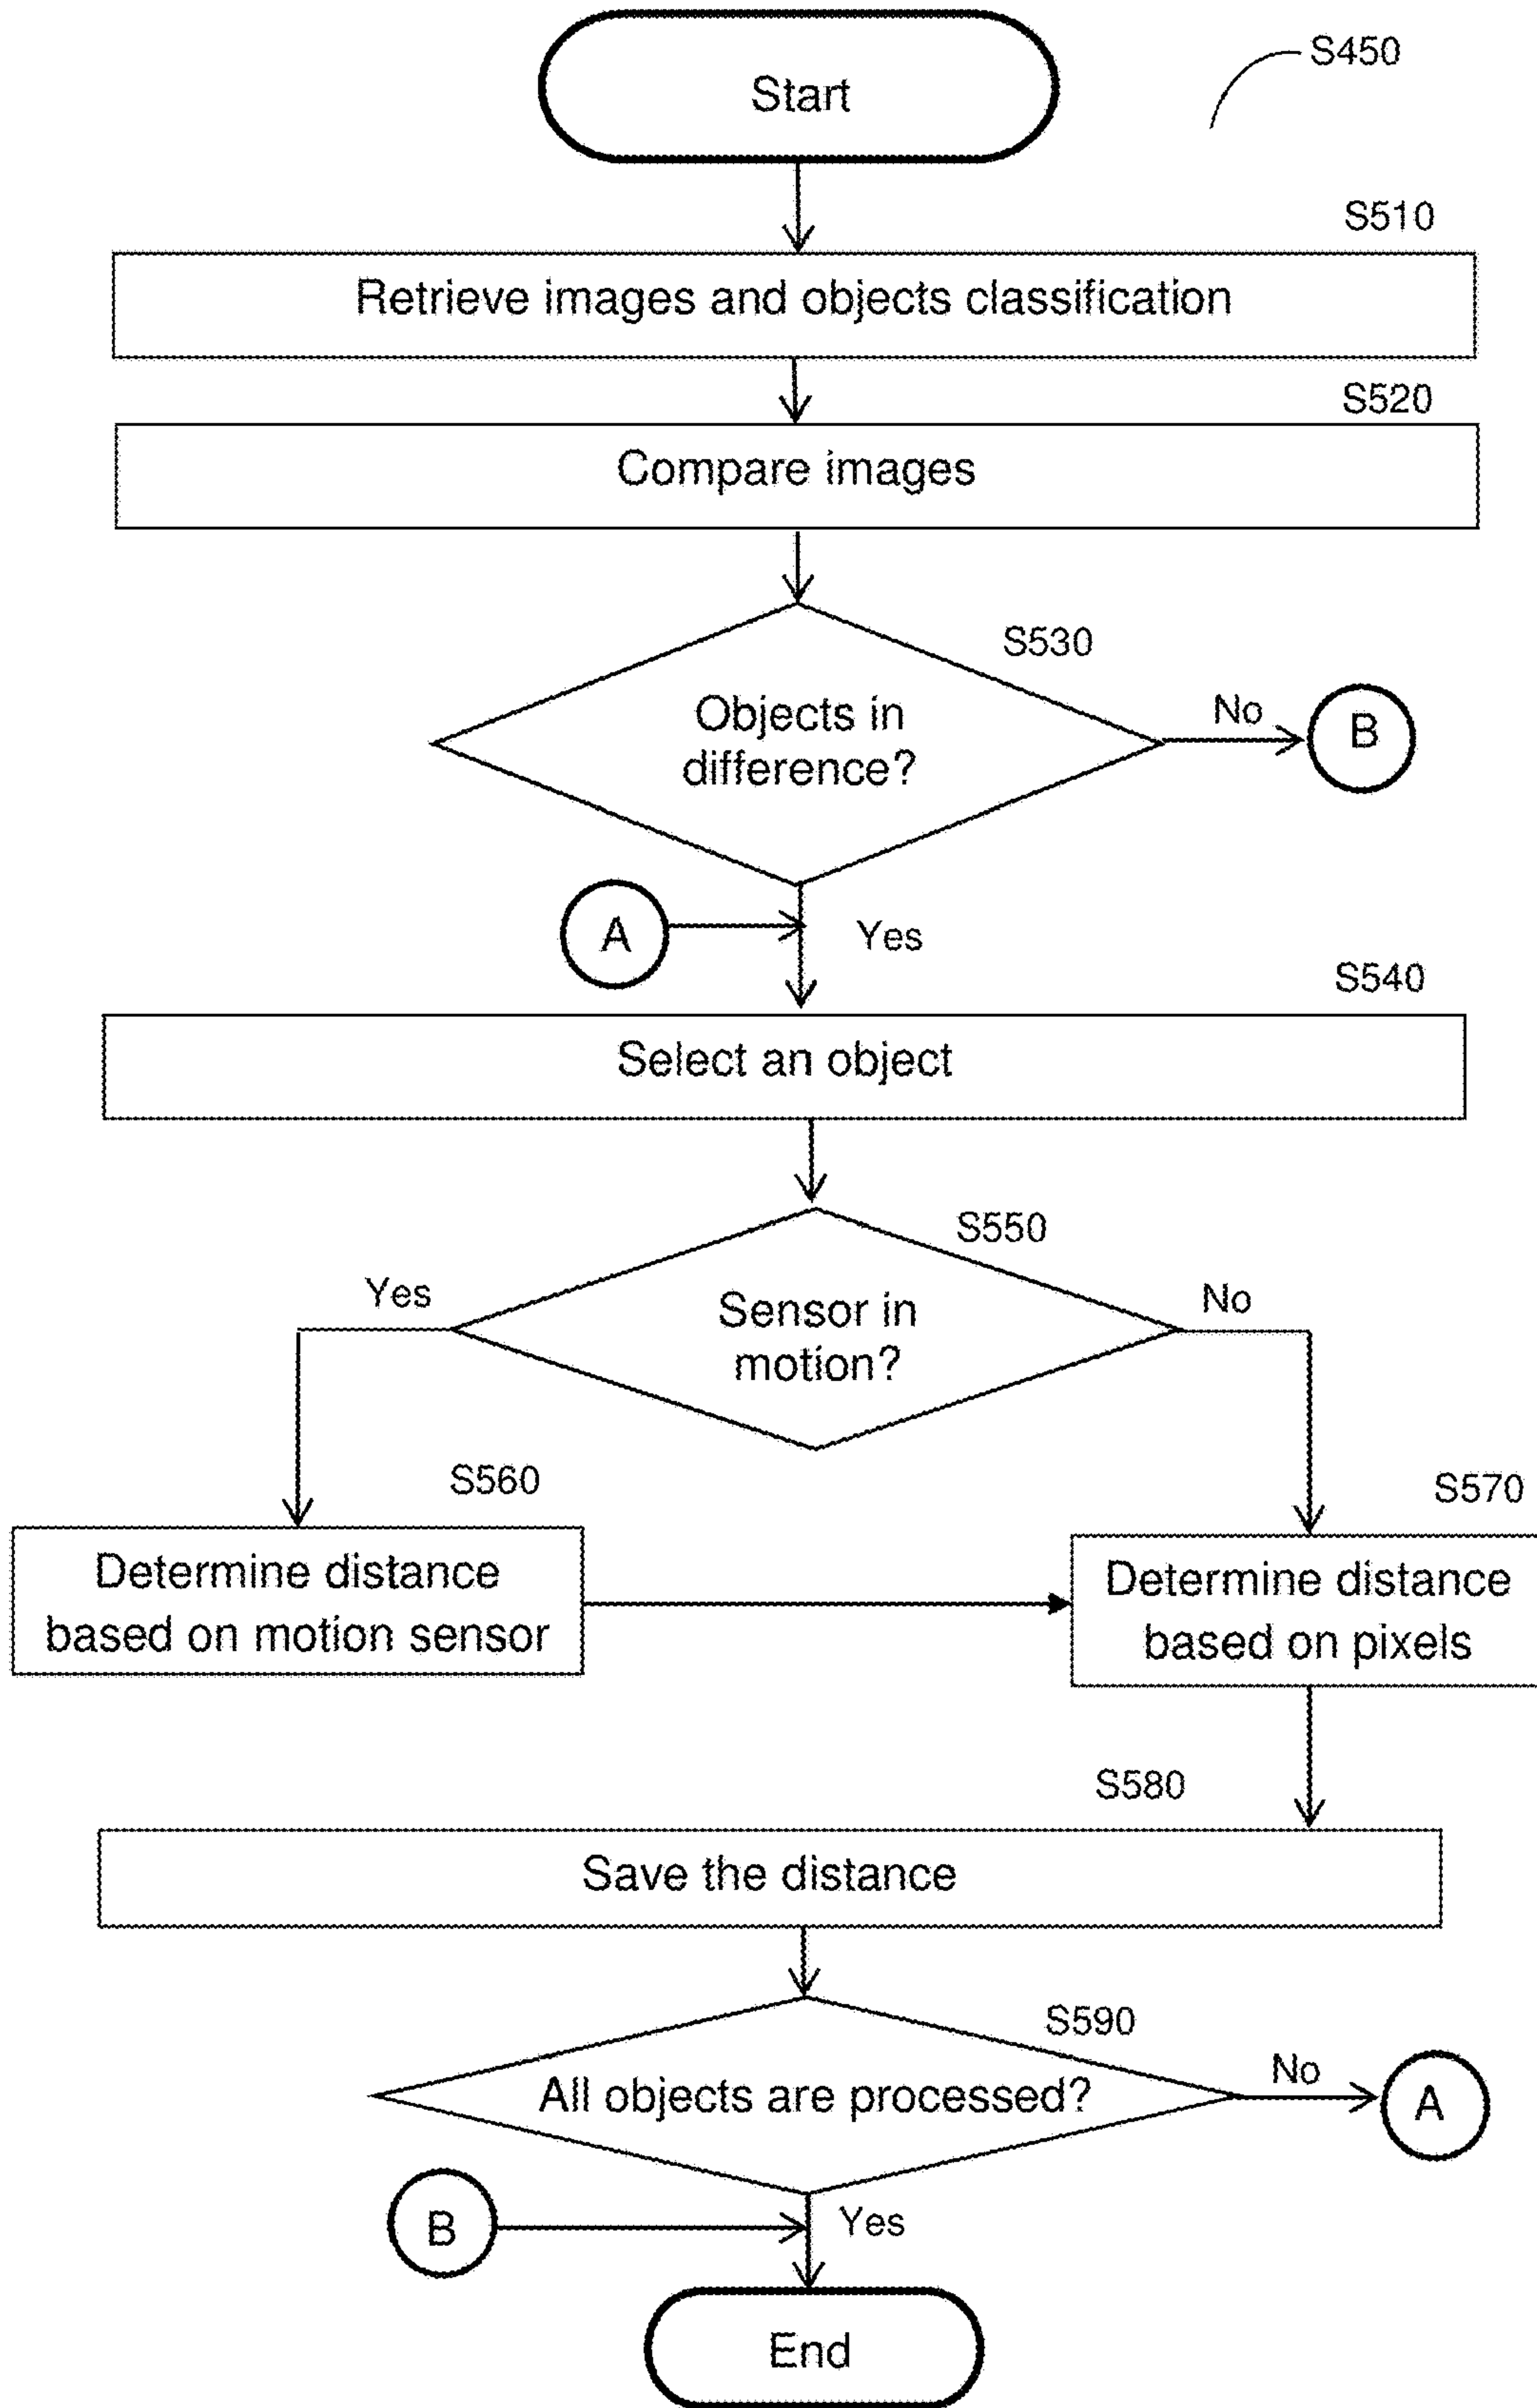 Start
S450
S510
Retrieve images and objects classification
S520
Compare images
S530
Objects in
difference?
No
B
A
Yes
S540
Select an object
S550
Yes
Sensor in
motion?
No
S560
Determine distance
based on motion sensor
S570
Determine distance
based on pixels
S580
Save the distance
S590
All objects are processed?
No
A
B
Yes
End